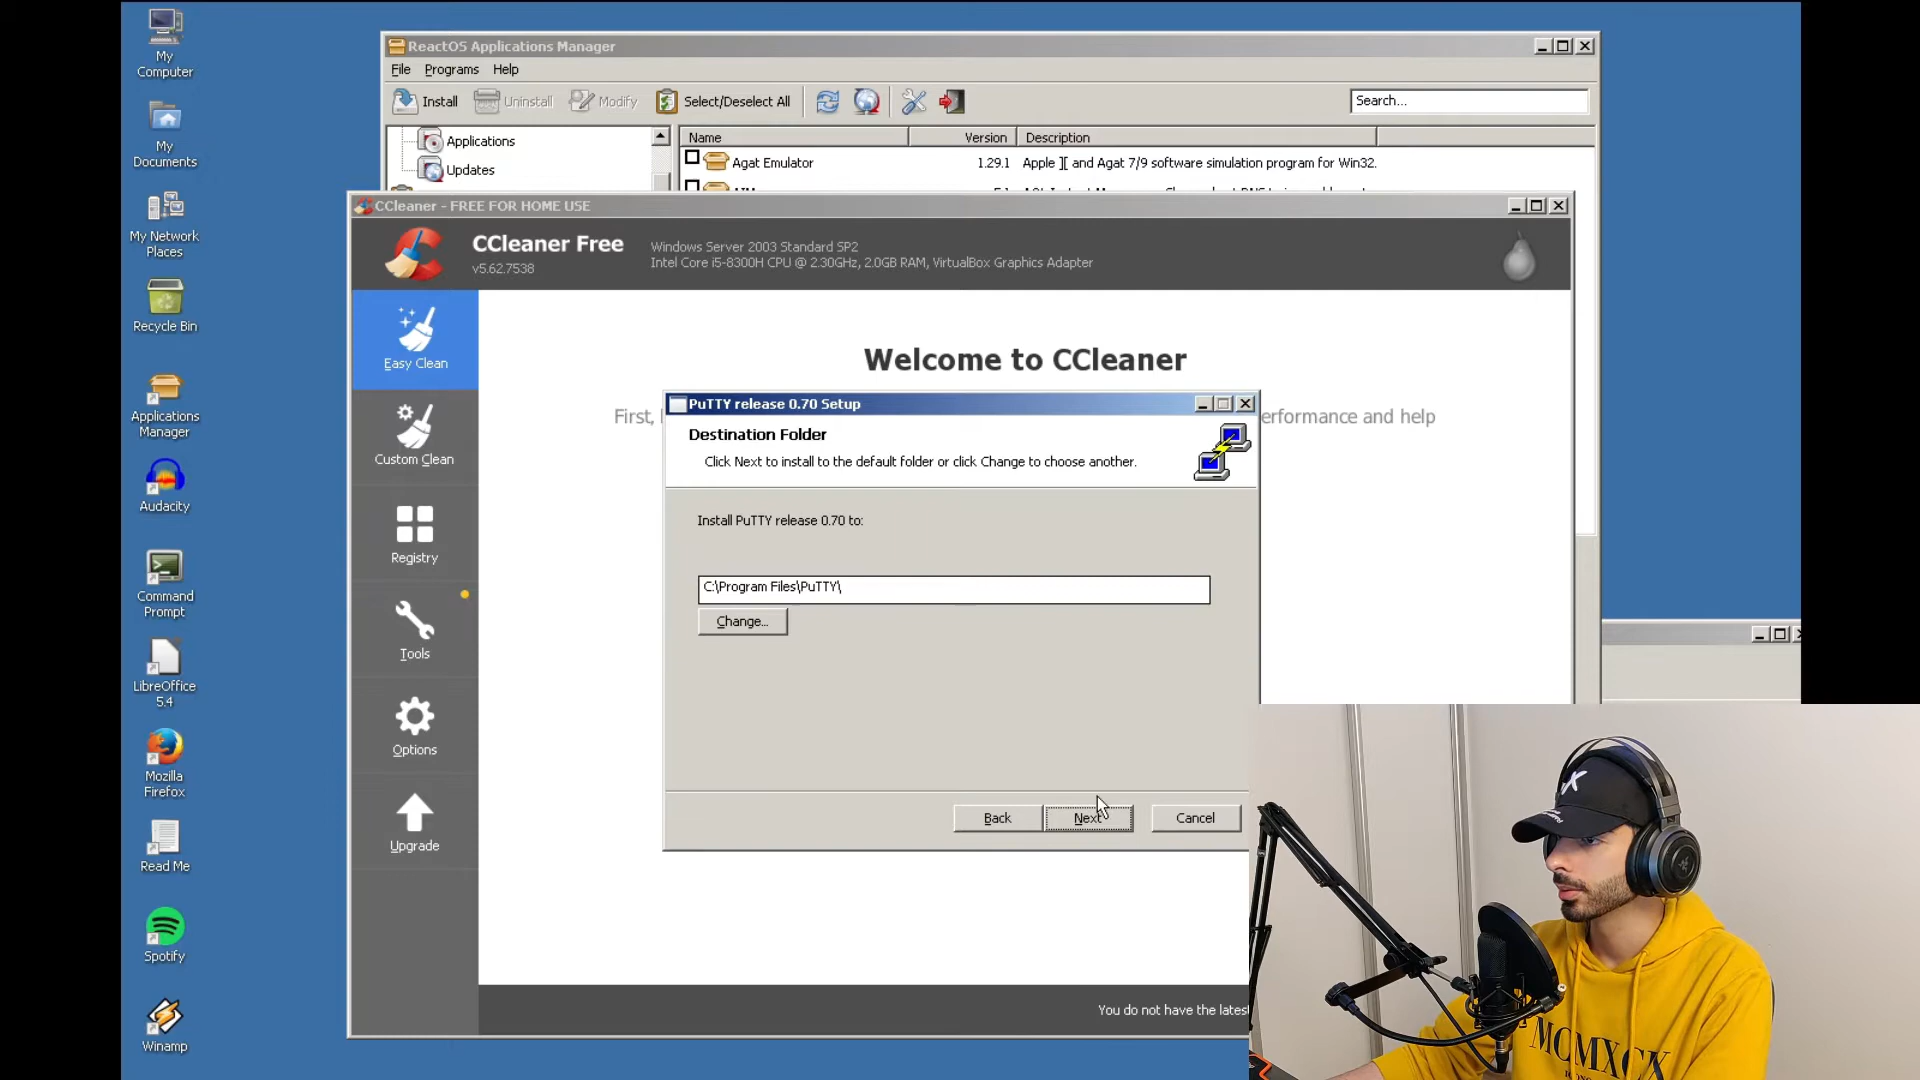 My
Computer
My
Documents
My Network
Places
Recycle Bin
Applications
Manager
Audacity
Command
Prompt
LibreOffice
5.4
Mozilla
Firefox
Read Me
Spotify
Winamp
ReactOS Applications Manager
File Programs Help
Install Uninstall Modify Select/Deselect All Search...
Applications
Updates
Name Version Description
Agat Emulator 1.29.1 Apple ][ and Agat 7/9 software simulation program for Win32.
CCleaner - FREE FOR HOME USE
CCleaner Free
v5.62.7538
Windows Server 2003 Standard SP2
Intel Core i5-8300H CPU @ 2.30GHz, 2.0GB RAM, VirtualBox Graphics Adapter
Easy Clean
Custom Clean
Registry
Tools
Options
Upgrade
Welcome to CCleaner
First, erformance and help
PuTTY release 0.70 Setup
Destination Folder
Click Next to install to the default folder or click Change to choose another.
Install PuTTY release 0.70 to:
C:\Program Files\PuTTY\
Change...
Back Next Cancel
You do not have the latest
MCMXCX